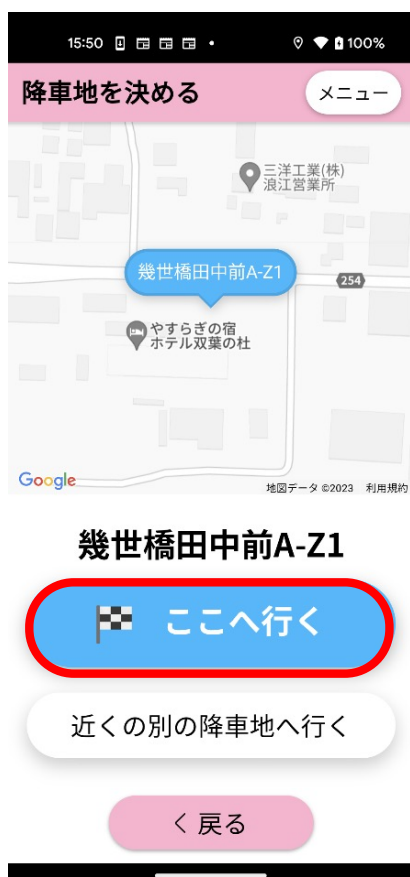 15:50
100%
降車地を決める
メニュー
三洋工業(株)
浪江営業所
幾世橋田中前A-Z1
254
やすらぎの宿
ホテル双葉の杜
Google
地図データ ©2023 利用規約
幾世橋田中前A-Z1
ここへ行く
近くの別の降車地へ行く
戻る